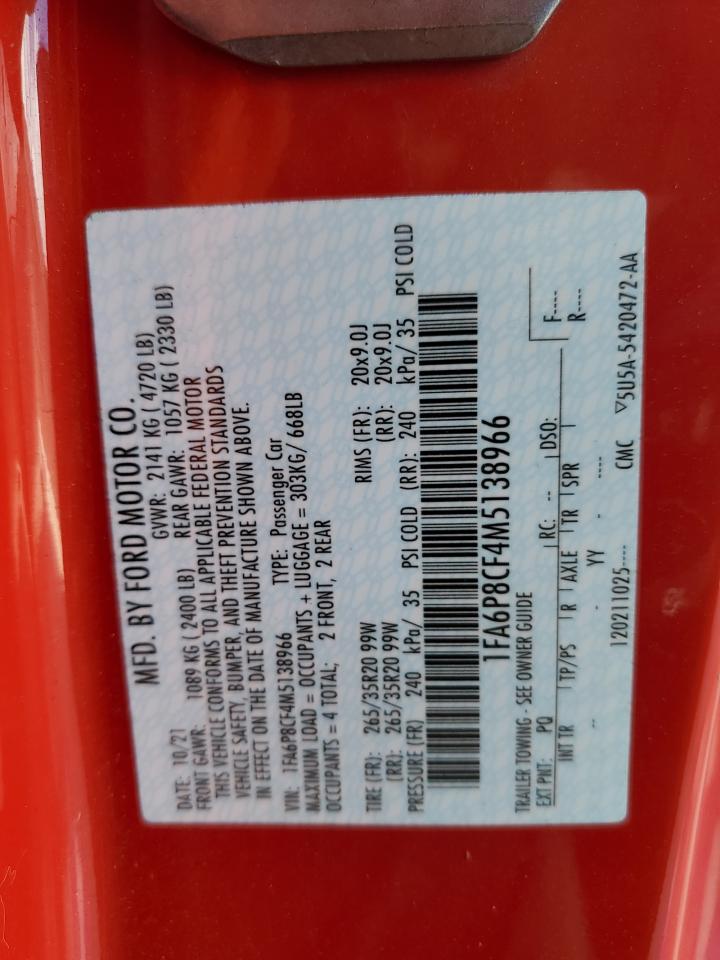 MFD. BY FORD MOTOR CO.
DATE: 10/21 GVWR: 2141 KG ( 4720 LB)
FRONT GAWR: 1089 KG ( 2400 LB) REAR GAWR: 1057 KG ( 2330 LB)
THIS VEHICLE CONFORMS TO ALL APPLICABLE FEDERAL MOTOR
VEHICLE SAFETY, BUMPER, AND THEFT PREVENTION STANDARDS
IN EFFECT ON THE DATE OF MANUFACTURE SHOWN ABOVE.
VIN: 1FA6P8CF4M5138966 TYPE: Passenger Car
MAXIMUM LOAD = OCCUPANTS + LUGGAGE = 303KG/ 668LB
OCCUPANTS = 4 TOTAL; 2 FRONT, 2 REAR
TIRE (FR): 265/35R20 99W RIMS (FR): 20x9.0J
(RR): 265/35R20 99W (RR): 20x9.0J
PRESSURE (FR) 240 kPa/ 35 PSI COLD (RR): 240 kPa/ 35 PSI COLD
1FA6P8CF4M5138966
TRAILER TOWING - SEE OWNER GUIDE
EXT PNT: PQ RC: -- DSO: F----
R----
INT TR TP/PS R AXLE TR SPR
-- - YY - ----
120211025---- CMC ▽5U5A-5420472-AA